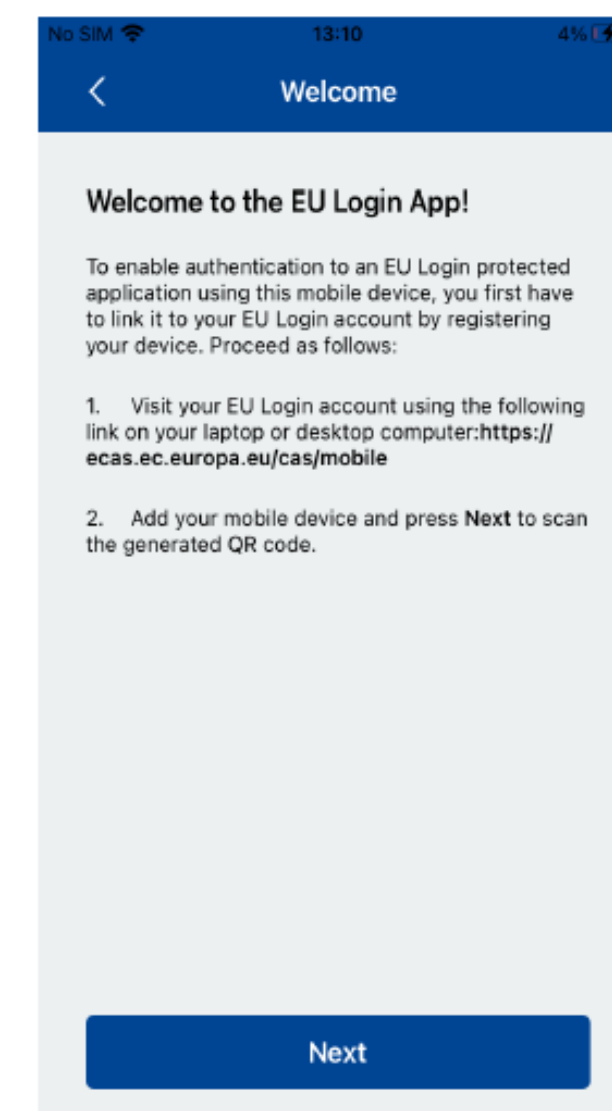 No SIM 13:10 4%
Welcome
Welcome to the EU Login App!
To enable authentication to an EU Login protected
application using this mobile device, you first have
to link it to your EU Login account by registering
your device. Proceed as follows:
1. Visit your EU Login account using the following
link on your laptop or desktop computer:https://
ecas.ec.europa.eu/cas/mobile
2. Add your mobile device and press Next to scan
the generated QR code.
Next